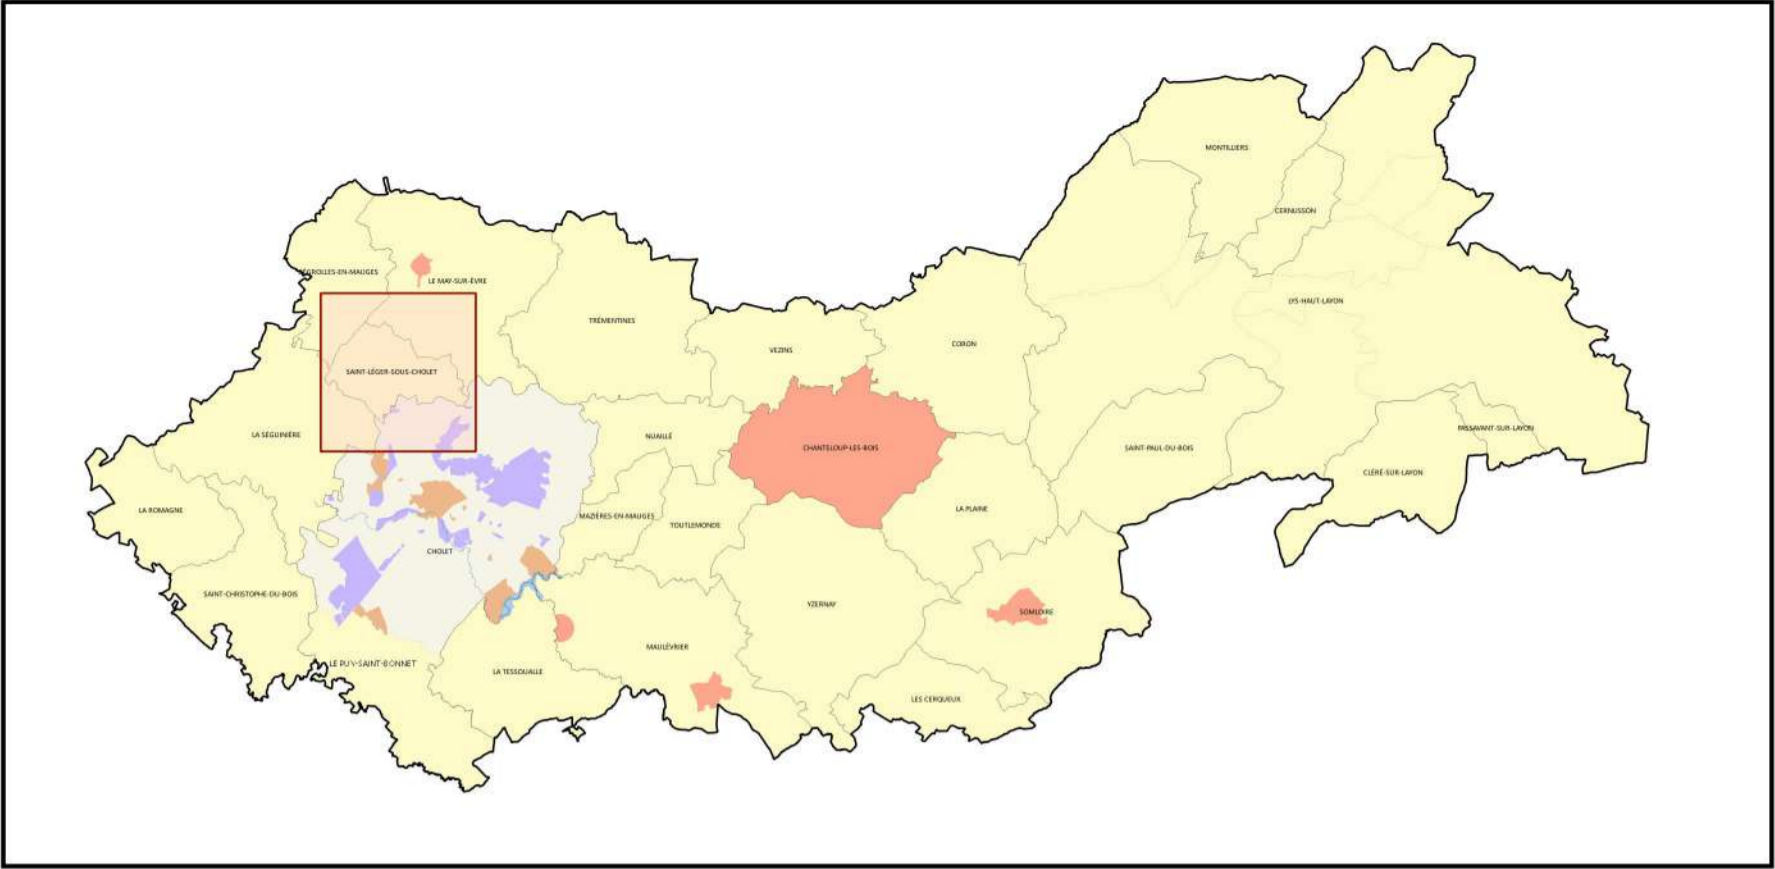 MONTILLIERS
CERNUSSON
BÉGROLLES-EN-MAUGES
LE MAY-SUR-ÈVRE
LYS-HAUT-LAYON
TRÉMENTINES
VEZINS
CORON
SAINT-LÉGER-SOUS-CHOLET
LA SÉGUINIÈRE
NUAILLÉ
CHANTELOUP-LES-BOIS
SAINT-PAUL-DU-BOIS
PASSAVANT-SUR-LAYON
CLÉRÉ-SUR-LAYON
LA ROMAGNE
MAZIÈRES-EN-MAUGES
TOUTLEMONDE
LA PLAINE
CHOLET
SAINT-CHRISTOPHE-DU-BOIS
YZERNAY
SOMLOIRE
MAULÉVRIER
LE PUY-SAINT-BONNET
LA TESSOUALLE
LES CERQUEUX